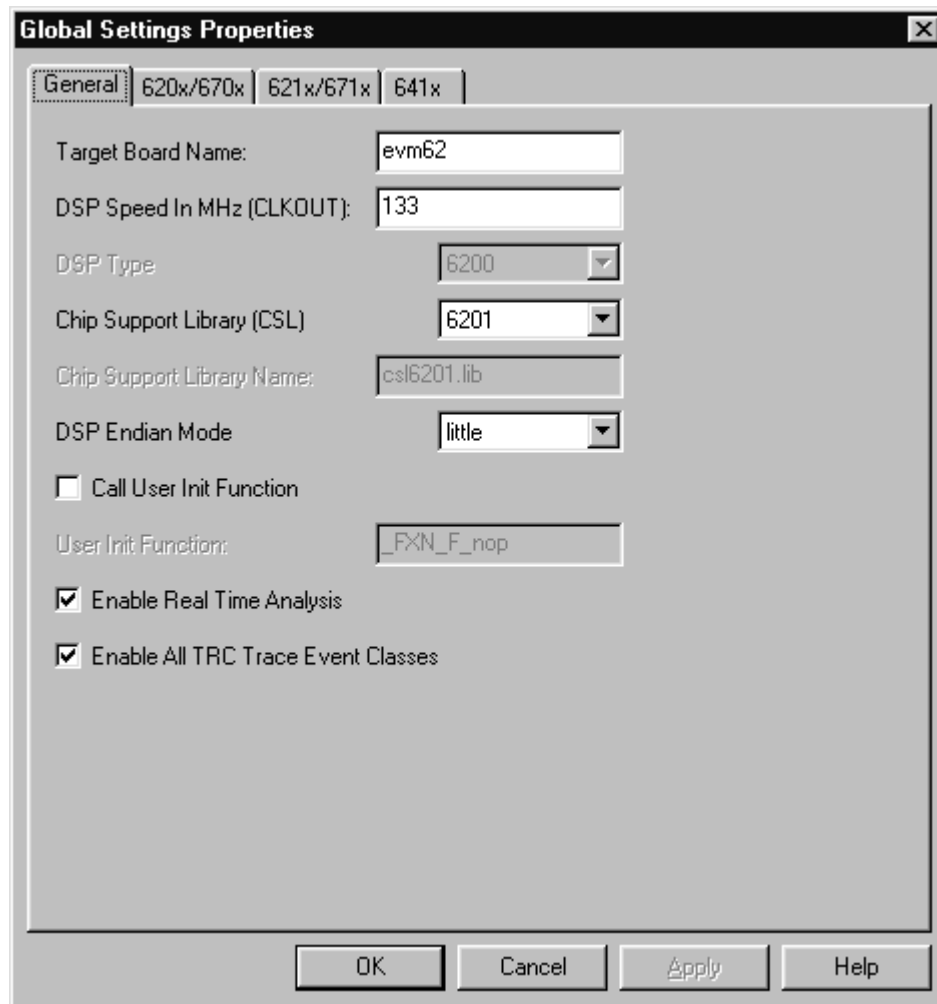 Global Settings Properties
General 620x/670x 621x/671x 641x
Target Board Name: evm62
DSP Speed In MHz (CLKOUT): 133
DSP Type 6200
Chip Support Library (CSL) 6201
Chip Support Library Name: csl6201.lib
DSP Endian Mode little
Call User Init Function
User Init Function: _FXN_F_nop
Enable Real Time Analysis
Enable All TRC Trace Event Classes
OK Cancel Apply Help